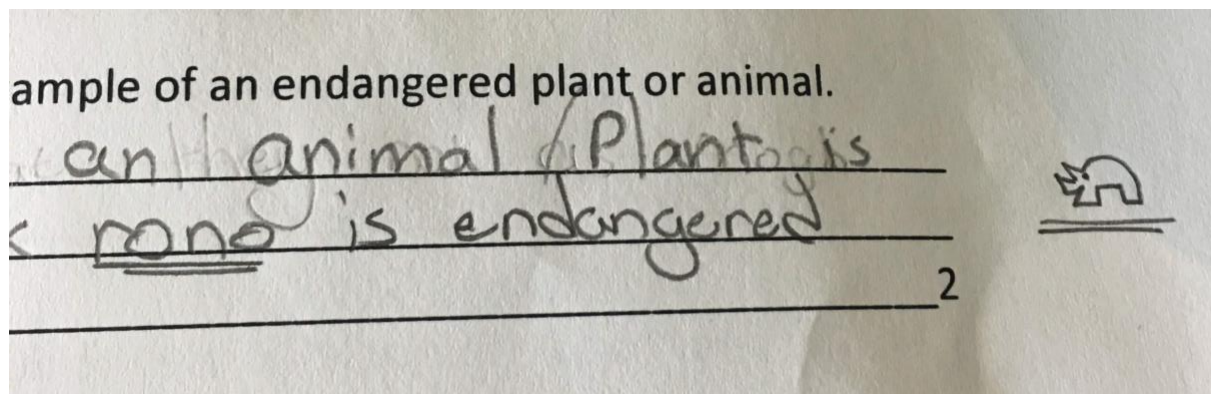 ample of an endangered plant or animal.
an animal / Plant is
rono is endangered
2